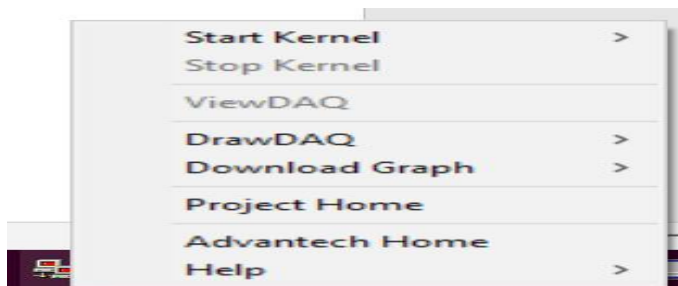 Start Kernel
Stop Kernel
ViewDAQ
DrawDAQ
Download Graph
Project Home
Advantech Home
Help